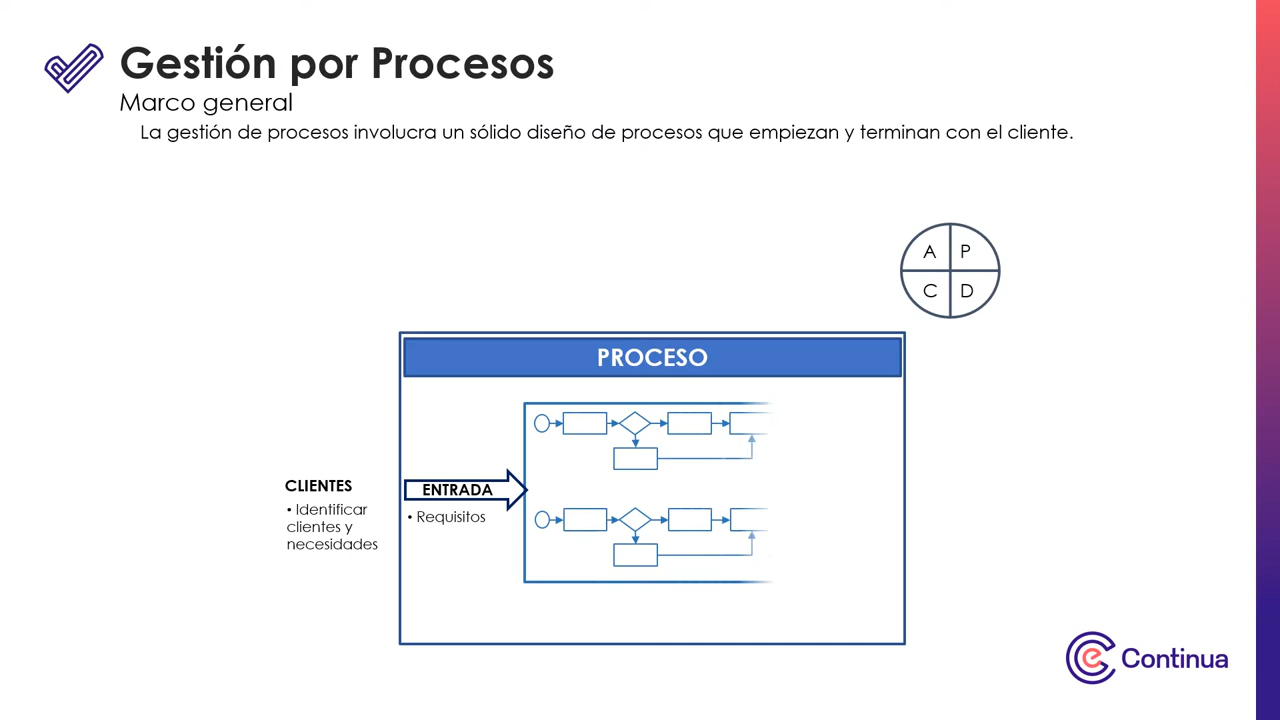 Gestión por Procesos
Marco general
La gestión de procesos involucra un sólido diseño de procesos que empiezan y terminan con el cliente.
A P
C D
PROCESO
CLIENTES
• Identificar
clientes y
necesidades
ENTRADA
• Requisitos
Continua